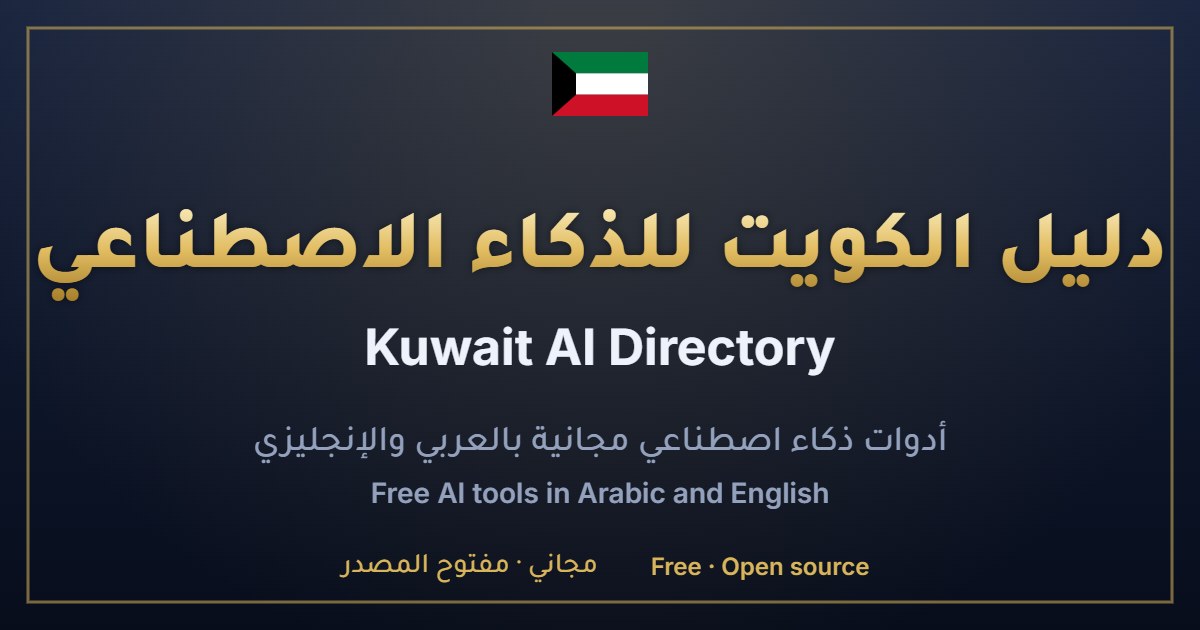 دليل الكويت للذكاء الاصطناعي
Kuwait AI Directory
أدوات ذكاء اصطناعي مجانية بالعربي والإنجليزي
Free AI tools in Arabic and English
مجاني · مفتوح المصدر
Free · Open source